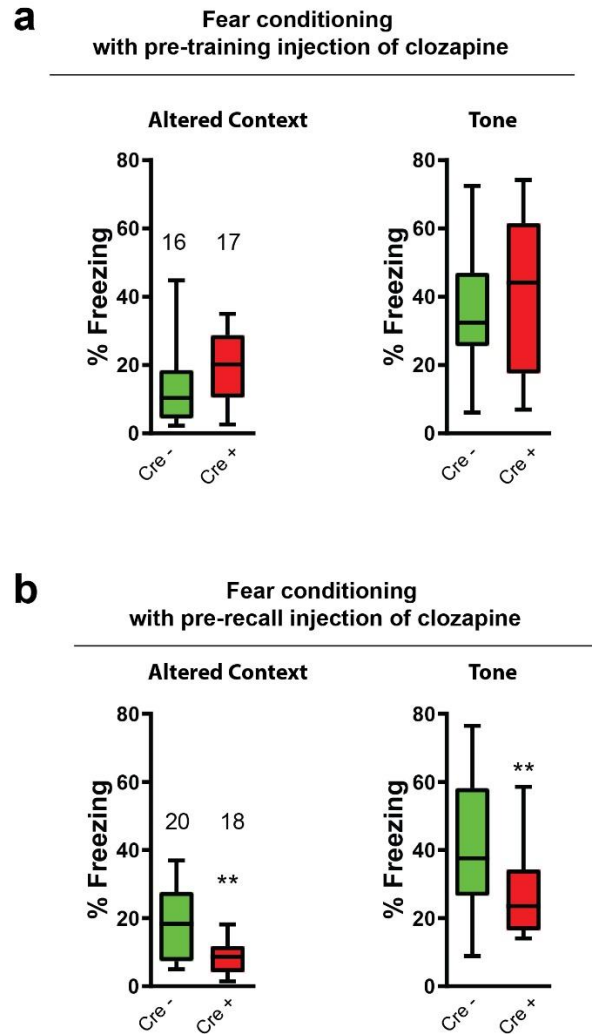 a
Fear conditioning
with pre-training injection of clozapine
Altered Context
% Freezing
80
60
40
20
0
16
17
Cre -
Cre +
Tone
% Freezing
80
60
40
20
0
Cre -
Cre +
b
Fear conditioning
with pre-recall injection of clozapine
Altered Context
% Freezing
80
60
40
20
0
20
18
**
Cre -
Cre +
Tone
% Freezing
80
60
40
20
0
**
Cre -
Cre +